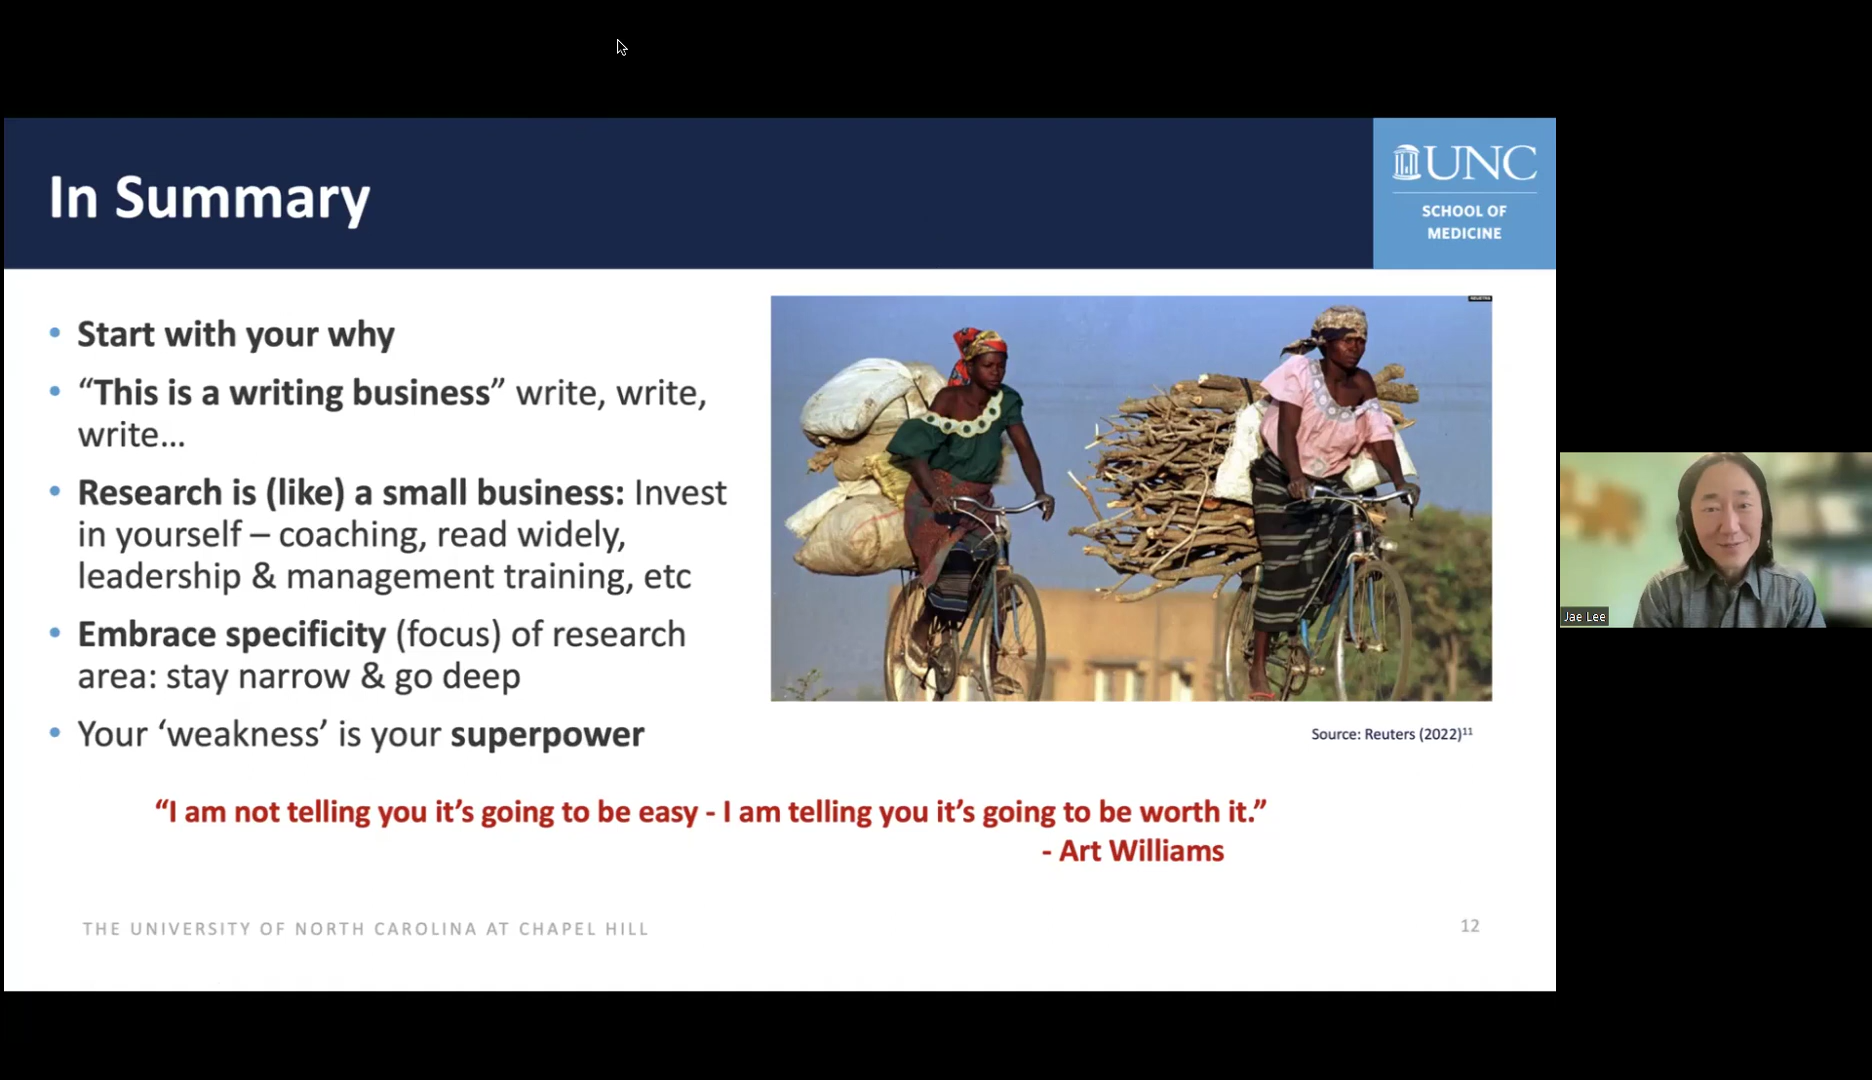 In Summary
UNC
SCHOOL OF
MEDICINE
• Start with your why
• “This is a writing business” write, write,
write...
• Research is (like) a small business: Invest
in yourself – coaching, read widely,
leadership & management training, etc
• Embrace specificity (focus) of research
area: stay narrow & go deep
• Your ‘weakness’ is your superpower
REUTERS
Source: Reuters (2022)¹¹
“I am not telling you it’s going to be easy - I am telling you it’s going to be worth it.”
- Art Williams
THE UNIVERSITY OF NORTH CAROLINA AT CHAPEL HILL
12
Jae Lee